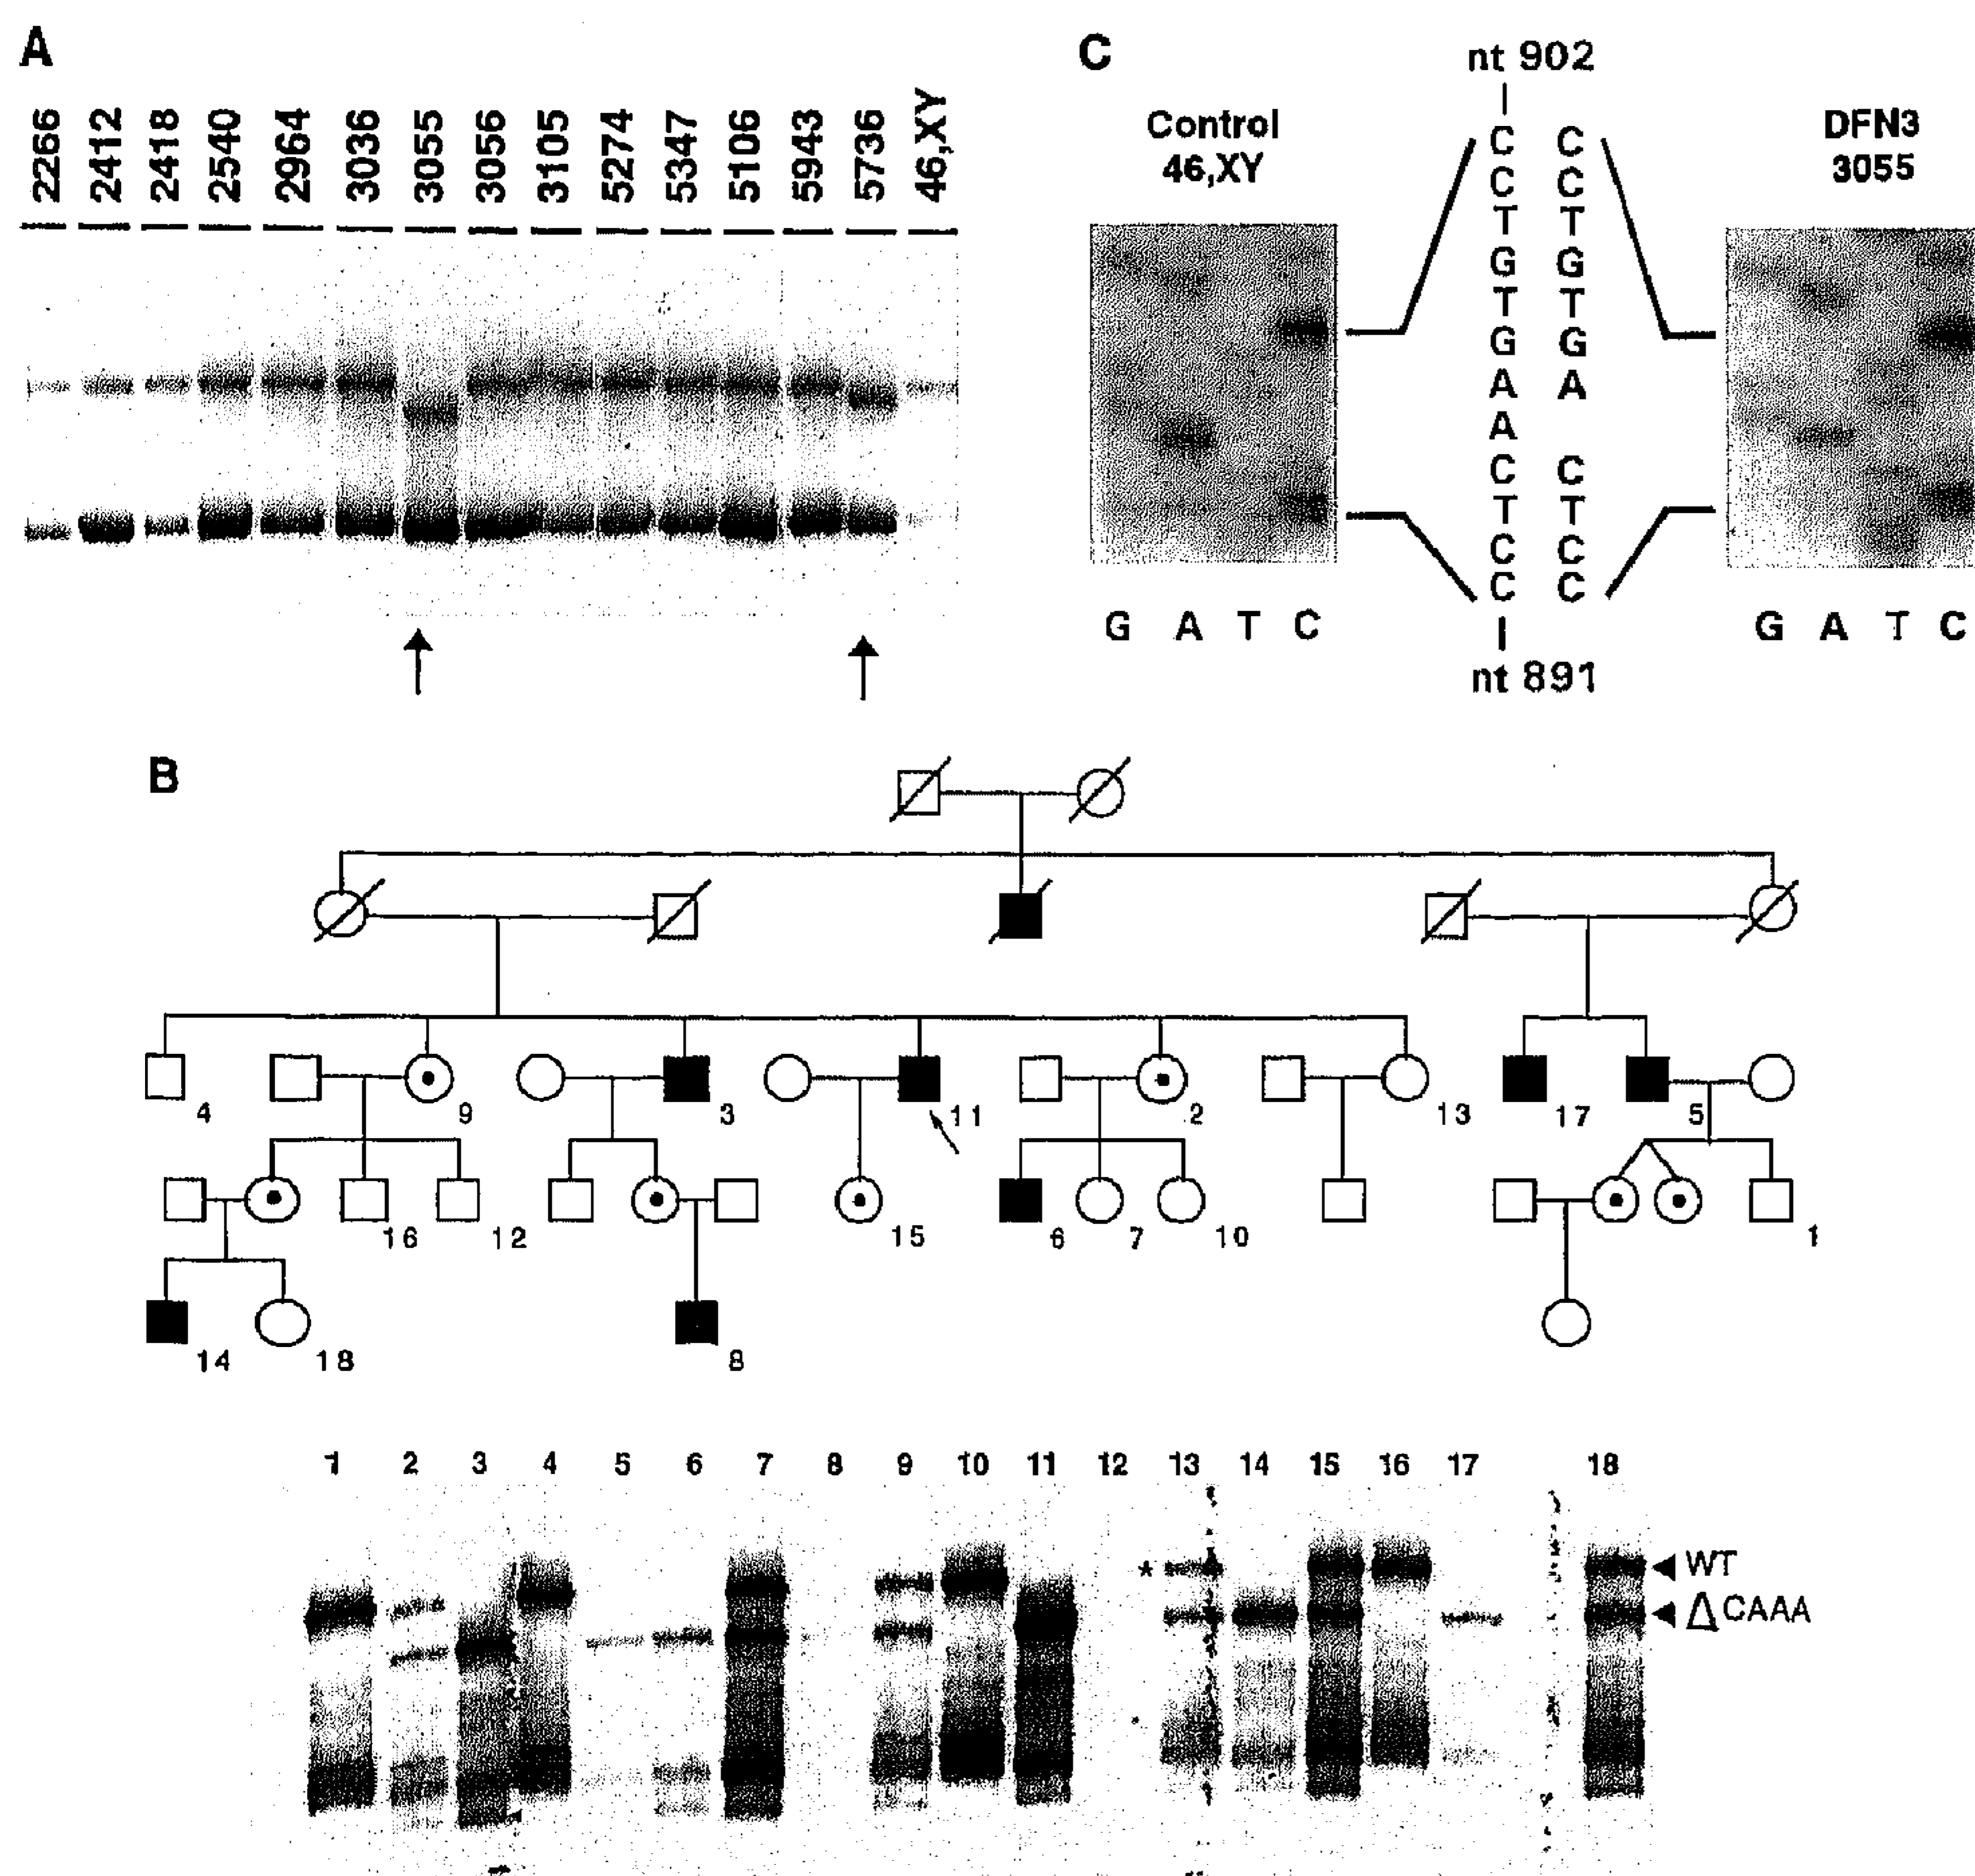 A
2266 2412 2418 2540 2964 3036 3055 3056 3105 5274 5347 5106 5943 5736 46,XY
C
nt 902
Control
46,XY
DFN3
3055
C C
C C
T T
G G
T T
G G
A A
A
C C
T T
C C
C C
G A T C
G A T C
nt 891
B
4 9 3 11 2 13 17 5
16 12 15 6 7 10 1
14 18 8
1 2 3 4 5 6 7 8 9 10 11 12 13 14 15 16 17 18
* WT
Δ CAAA